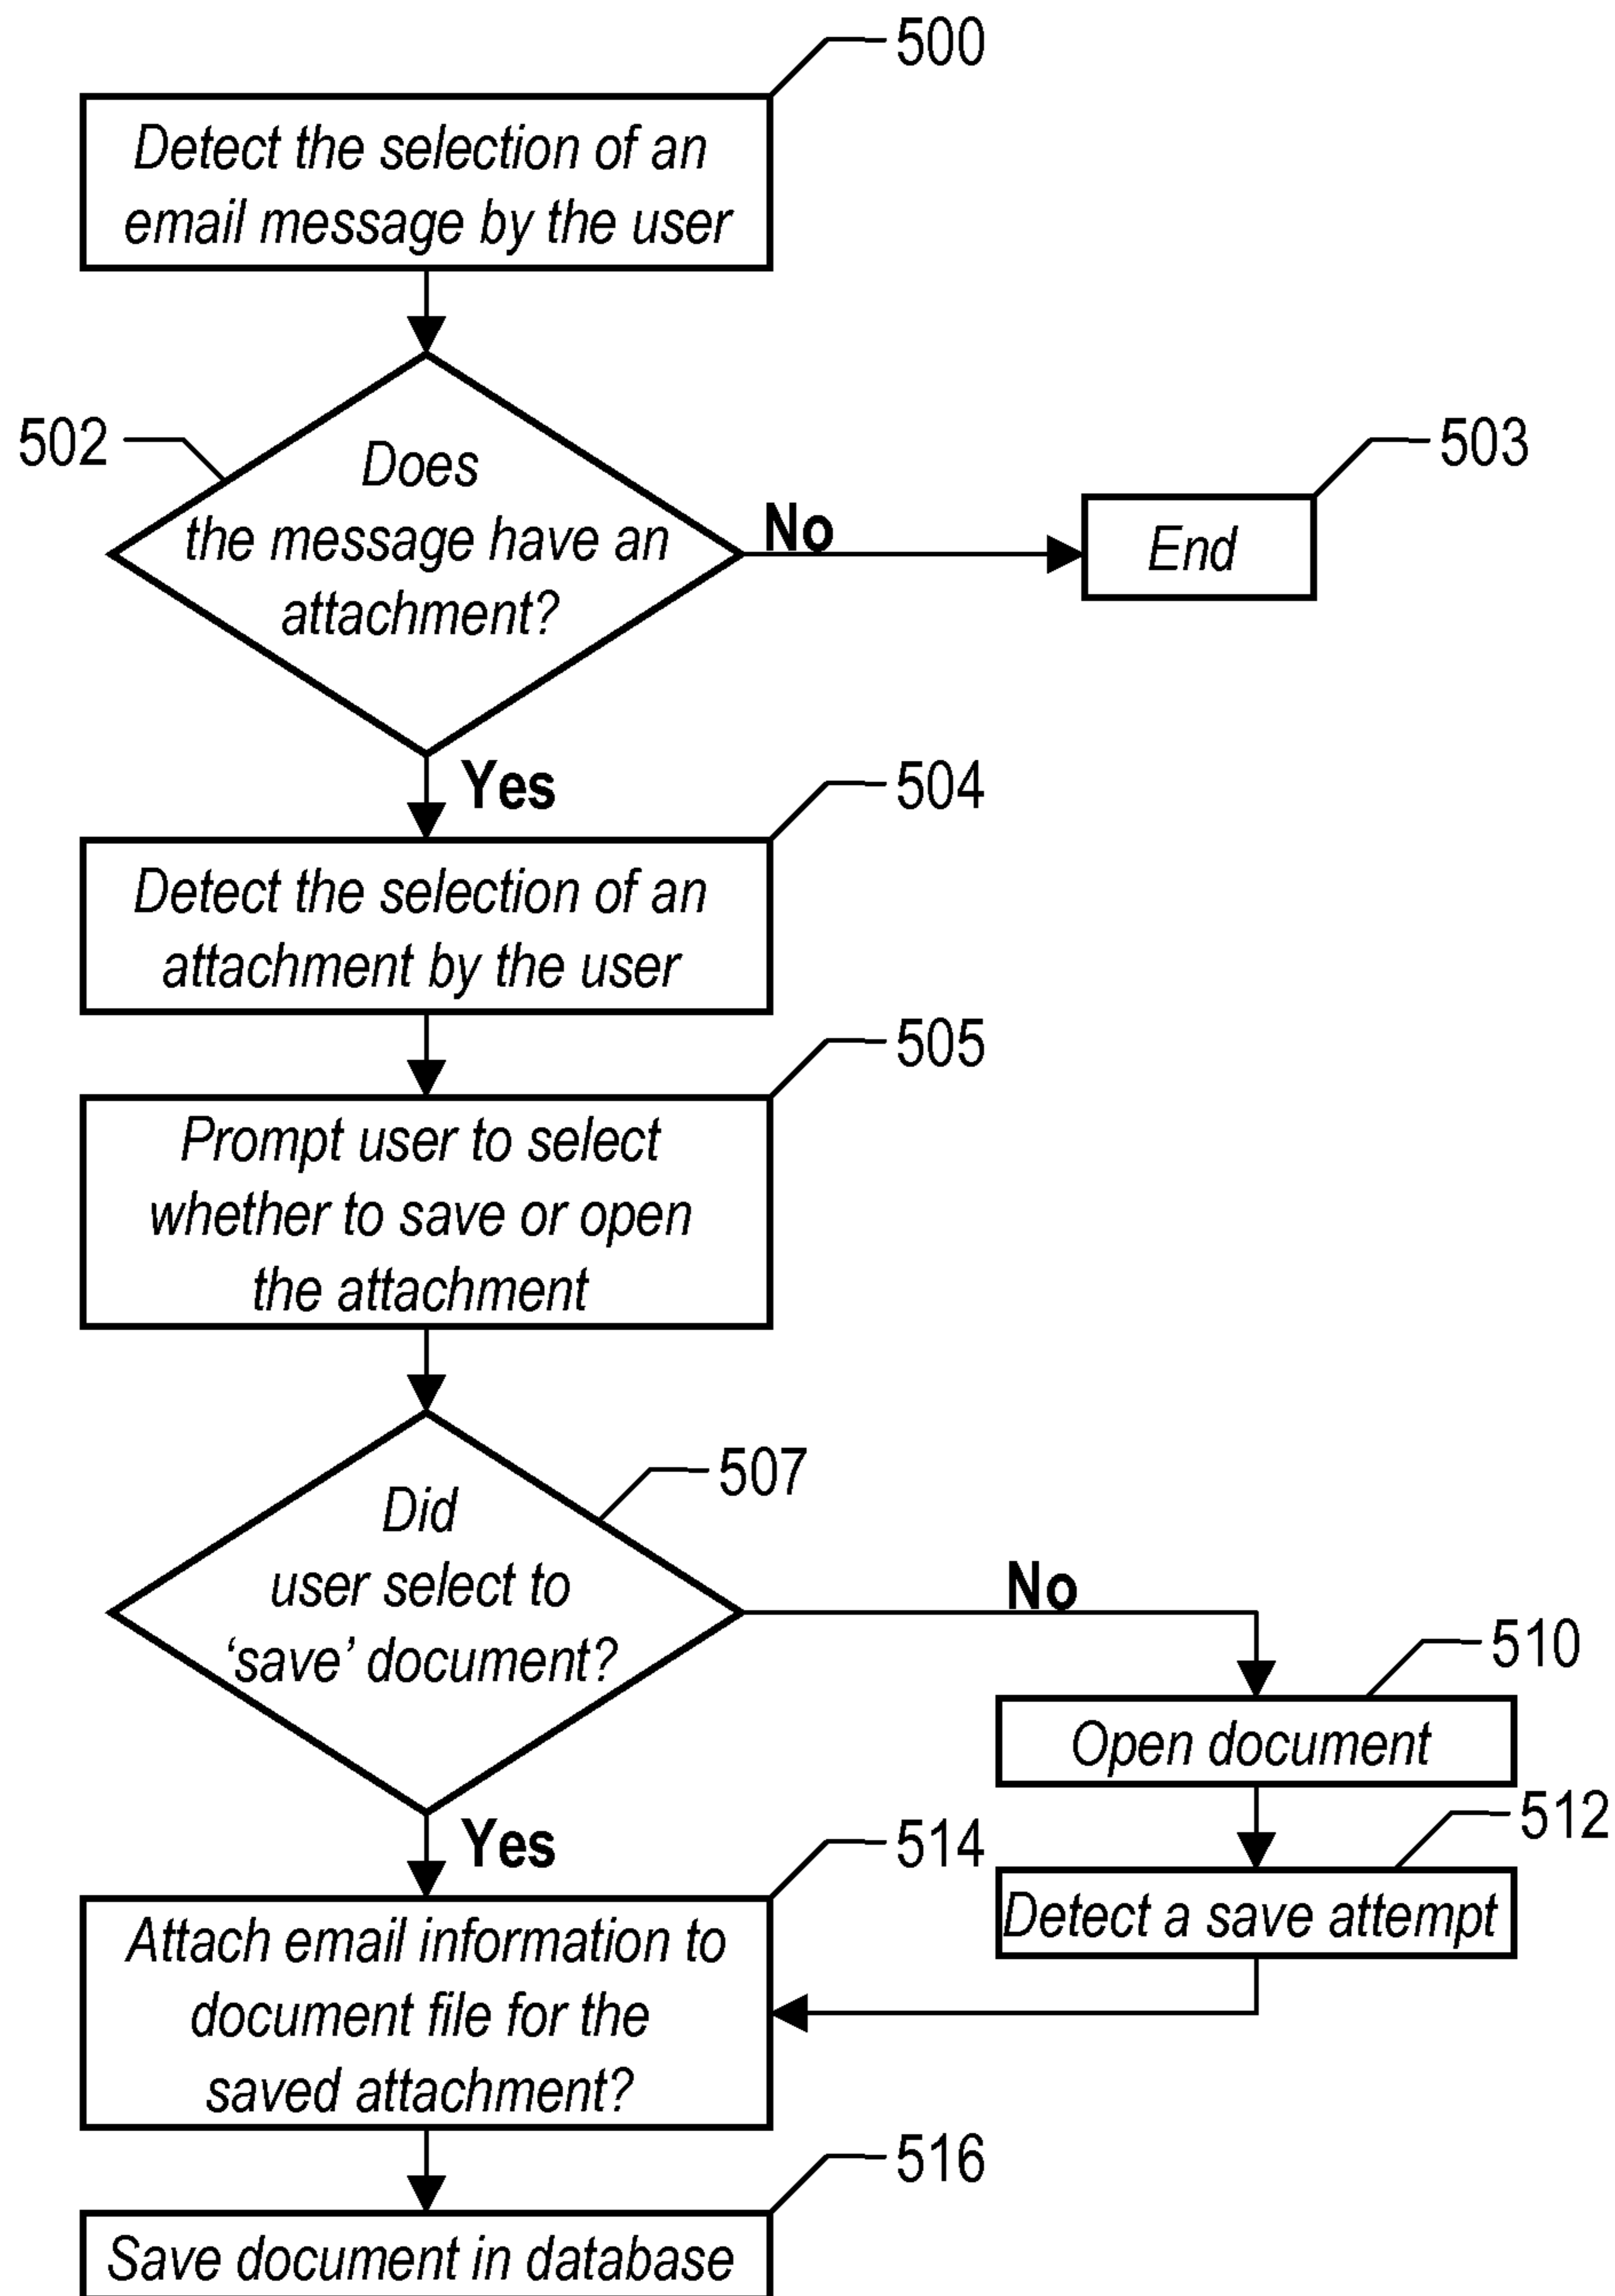 500
Detect the selection of an
email message by the user
502
Does
the message have an
attachment?
No
503
End
Yes
504
Detect the selection of an
attachment by the user
505
Prompt user to select
whether to save or open
the attachment
507
Did
user select to
‘save’ document?
No
510
Open document
512
Detect a save attempt
Yes
514
Attach email information to
document file for the
saved attachment?
516
Save document in database